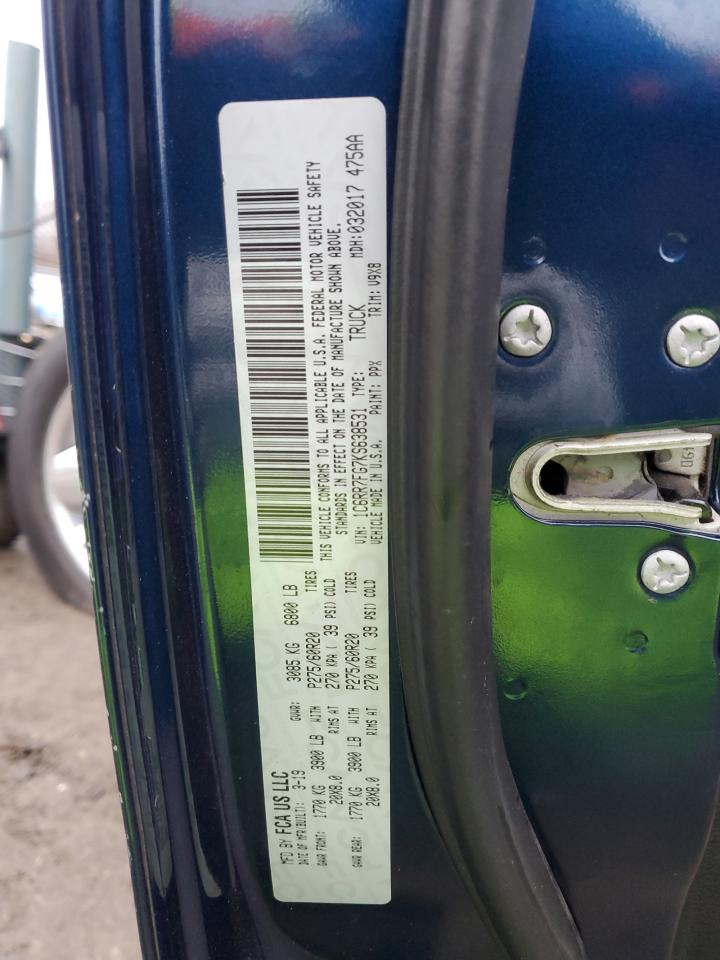 MFD BY FCA US LLC
DATE OF MFR(BUILT): 3-19 GVWR: 3085 KG 6800 LB
GAWR FRONT: 1770 KG 3900 LB WITH P275/60R20 TIRES
20X8.0 RIMS AT 270 KPA ( 39 PSI) COLD
GAWR REAR: 1770 KG 3900 LB WITH P275/60R20 TIRES
20X8.0 RIMS AT 270 KPA ( 39 PSI) COLD
THIS VEHICLE CONFORMS TO ALL APPLICABLE U.S.A. FEDERAL MOTOR VEHICLE SAFETY
STANDARDS IN EFFECT ON THE DATE OF MANUFACTURE SHOWN ABOVE.
VIN: 1C6RR7FG7KS638531 TYPE: TRUCK MDH:032017 475AA
VEHICLE MADE IN U.S.A. PAINT: PPX TRIM: V9X8